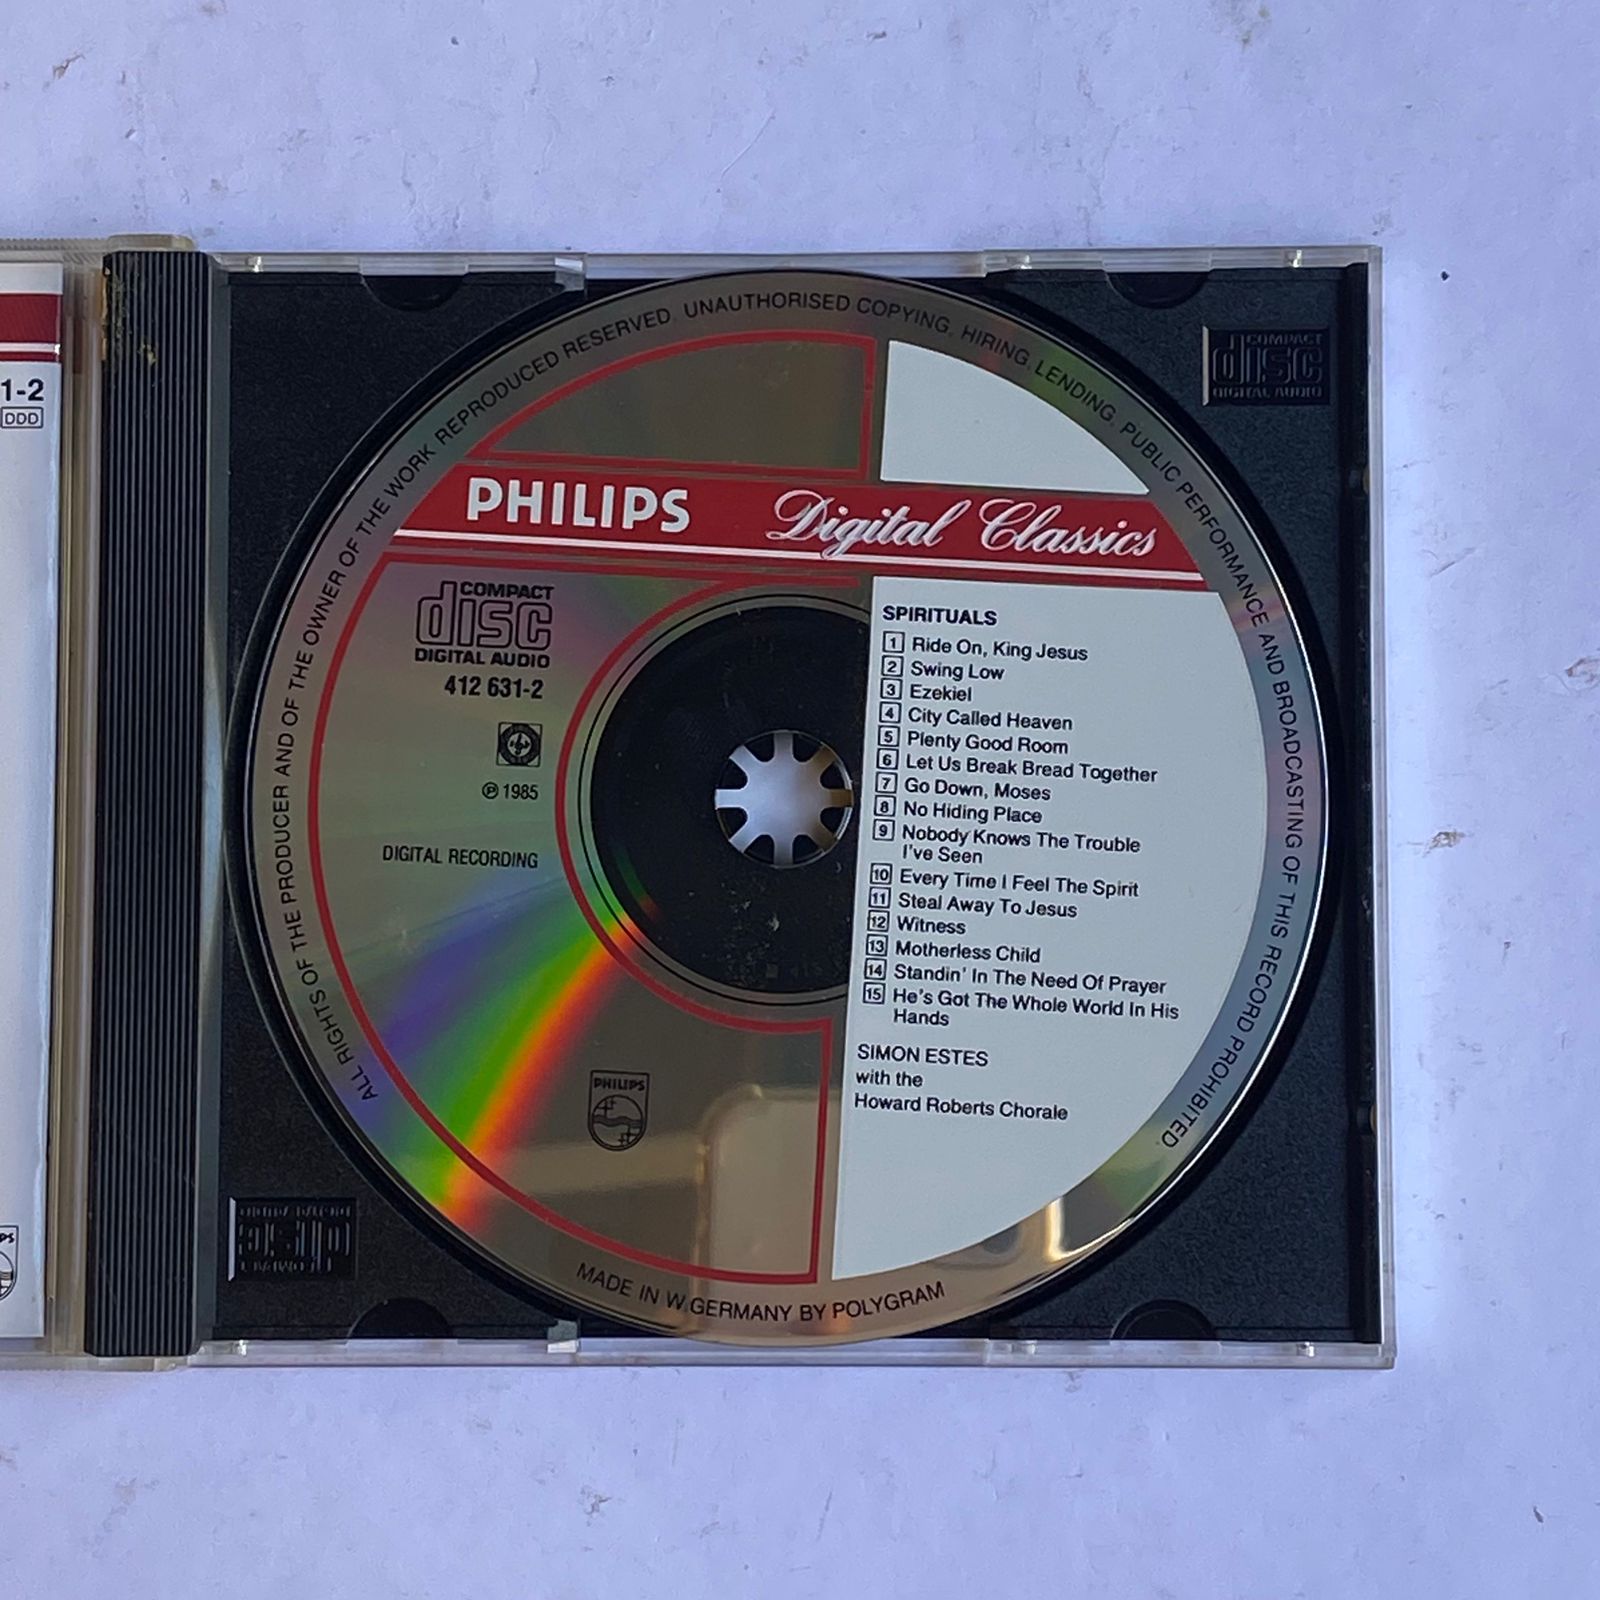 1-2
DDD
ALL RIGHTS OF THE PRODUCER AND OF THE OWNER OF THE WORK REPRODUCED RESERVED. UNAUTHORISED COPYING, HIRING, LENDING, PUBLIC PERFORMANCE AND BROADCASTING OF THIS RECORD PROHIBITED.
COMPACT
disc
DIGITAL AUDIO
PHILIPS Digital Classics
COMPACT
disc
DIGITAL AUDIO
412 631-2
℗ 1985
DIGITAL RECORDING
PHILIPS
SPIRITUALS
1 Ride On, King Jesus
2 Swing Low
3 Ezekiel
4 City Called Heaven
5 Plenty Good Room
6 Let Us Break Bread Together
7 Go Down, Moses
8 No Hiding Place
9 Nobody Knows The Trouble
I've Seen
10 Every Time I Feel The Spirit
11 Steal Away To Jesus
12 Witness
13 Motherless Child
14 Standin' In The Need Of Prayer
15 He's Got The Whole World In His
Hands
SIMON ESTES
with the
Howard Roberts Chorale
COMPACT
disc
DIGITAL AUDIO
MADE IN W.GERMANY BY POLYGRAM